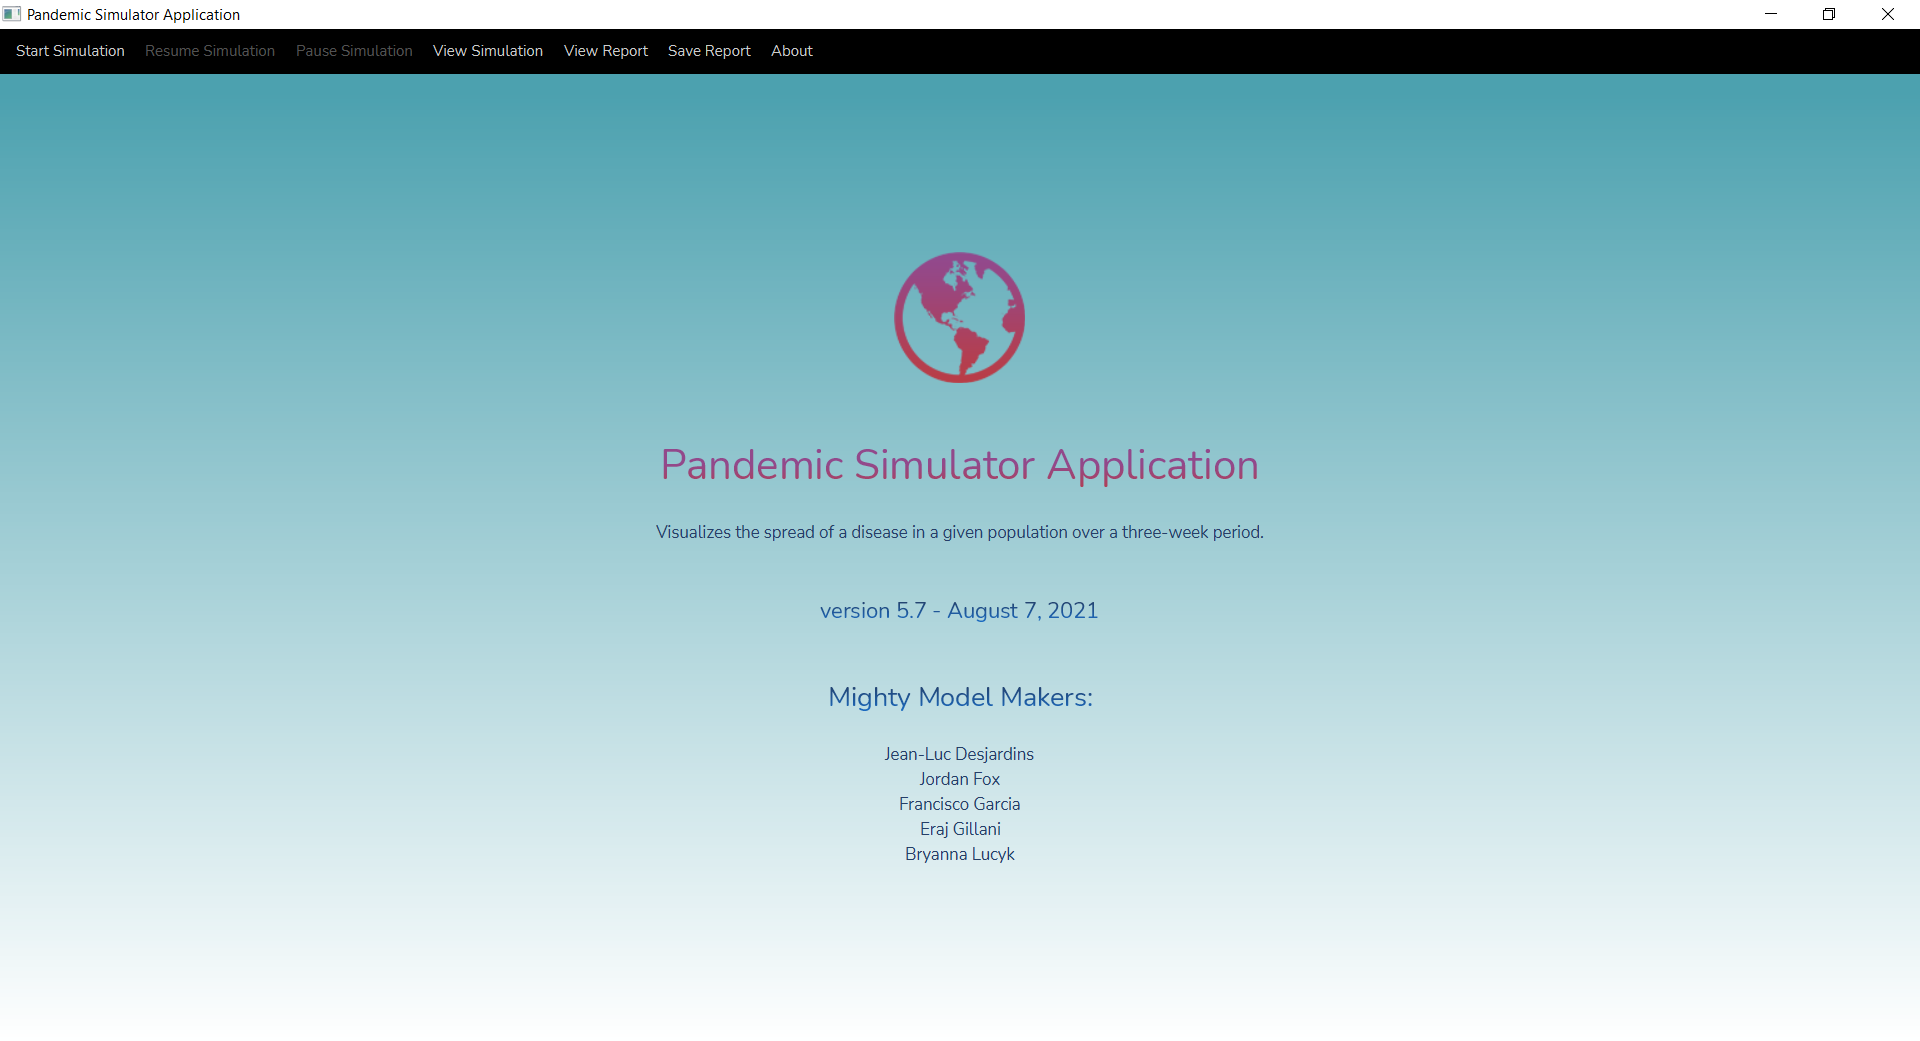 Pandemic Simulator Application
Start Simulation Resume Simulation Pause Simulation View Simulation View Report Save Report About
Pandemic Simulator Application
Visualizes the spread of a disease in a given population over a three-week period.
version 5.7 - August 7, 2021
Mighty Model Makers:
Jean-Luc Desjardins
Jordan Fox
Francisco Garcia
Eraj Gillani
Bryanna Lucyk